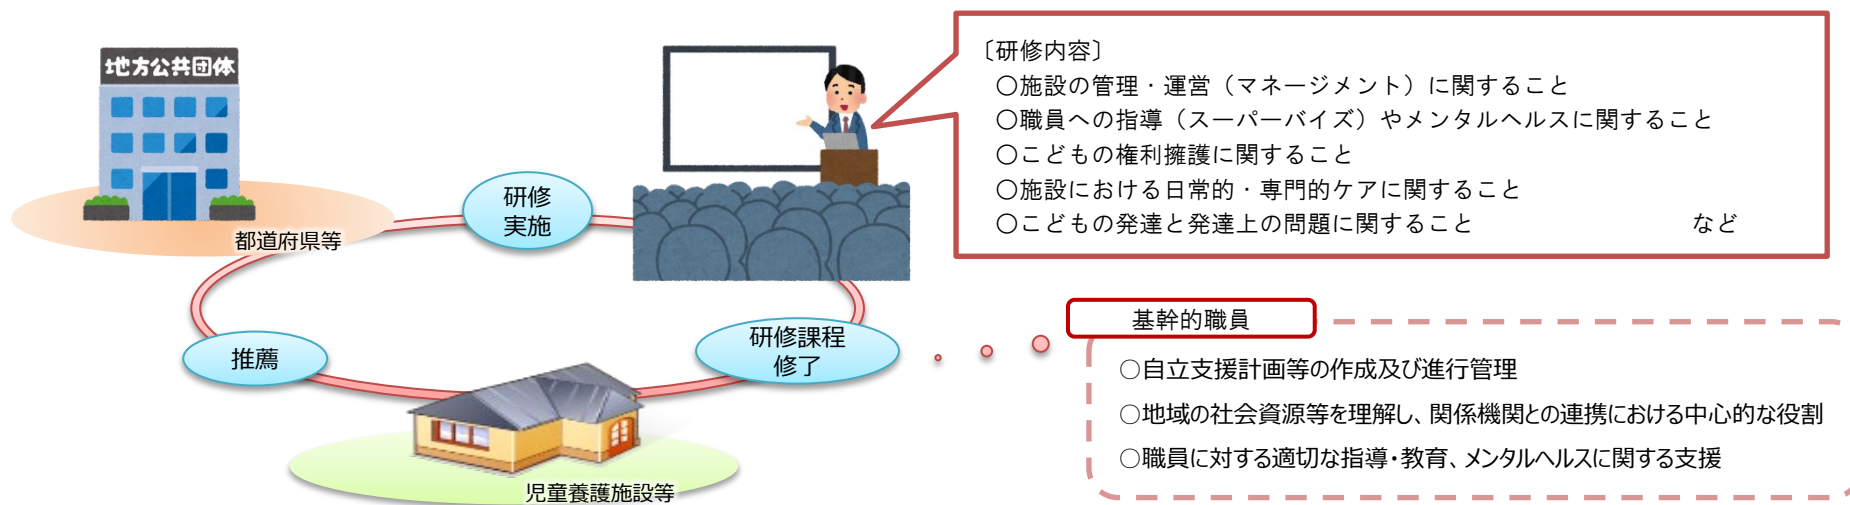 地方公共団体
都道府県等
研修
実施
〔研修内容〕
〇施設の管理・運営（マネージメント）に関すること
〇職員への指導（スーパーバイズ）やメンタルヘルスに関すること
〇こどもの権利擁護に関すること
〇施設における日常的・専門的ケアに関すること
〇こどもの発達と発達上の問題に関すること など
推薦
研修課程
修了
児童養護施設等
基幹的職員
○自立支援計画等の作成及び進行管理
○地域の社会資源等を理解し、関係機関との連携における中心的な役割
○職員に対する適切な指導・教育、メンタルヘルスに関する支援